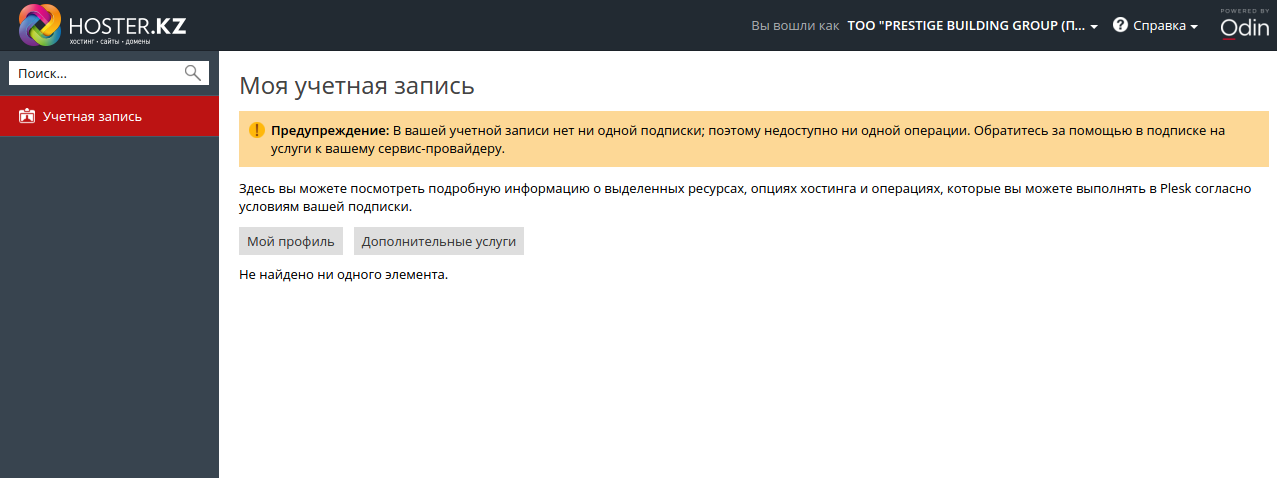 HOSTER.KZ
хостинг • сайты • домены
Вы вошли как ТОО "PRESTIGE BUILDING GROUP (П... Справка
POWERED BY
Odin
Поиск...
Учетная запись
Моя учетная запись
Предупреждение: В вашей учетной записи нет ни одной подписки; поэтому недоступно ни одной операции. Обратитесь за помощью в подписке на
услуги к вашему сервис-провайдеру.
Здесь вы можете посмотреть подробную информацию о выделенных ресурсах, опциях хостинга и операциях, которые вы можете выполнять в Plesk согласно
условиям вашей подписки.
Мой профиль Дополнительные услуги
Не найдено ни одного элемента.